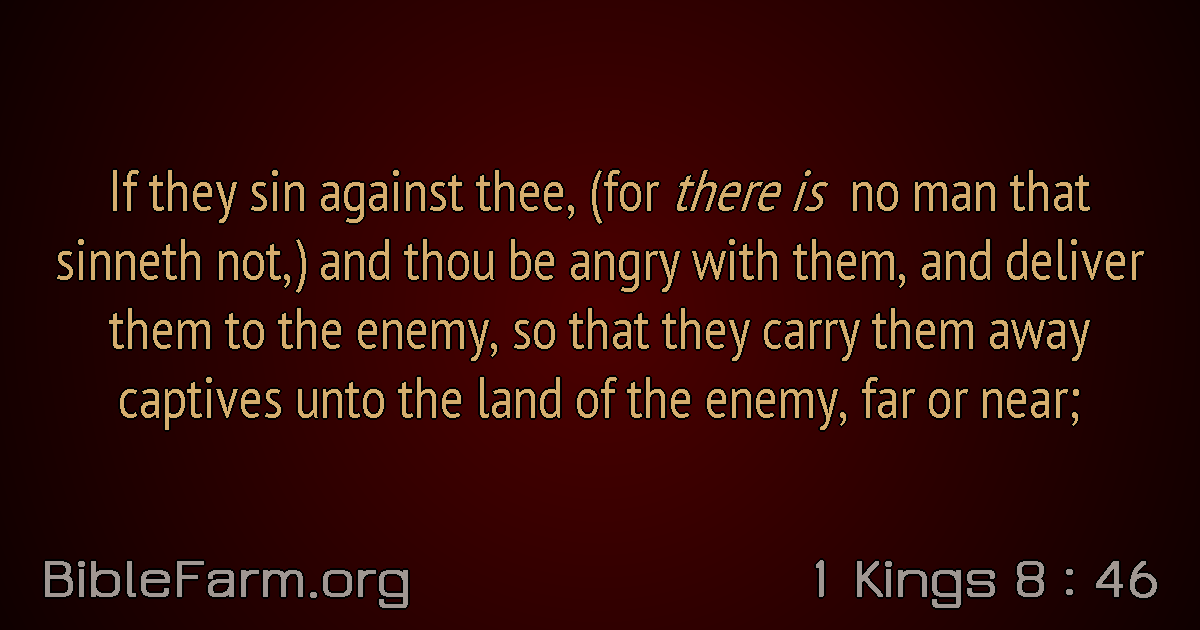 If they sin against thee, (for there is no man that
sinneth not,) and thou be angry with them, and deliver
them to the enemy, so that they carry them away
captives unto the land of the enemy, far or near;
BibleFarm.org
1 Kings 8 : 46